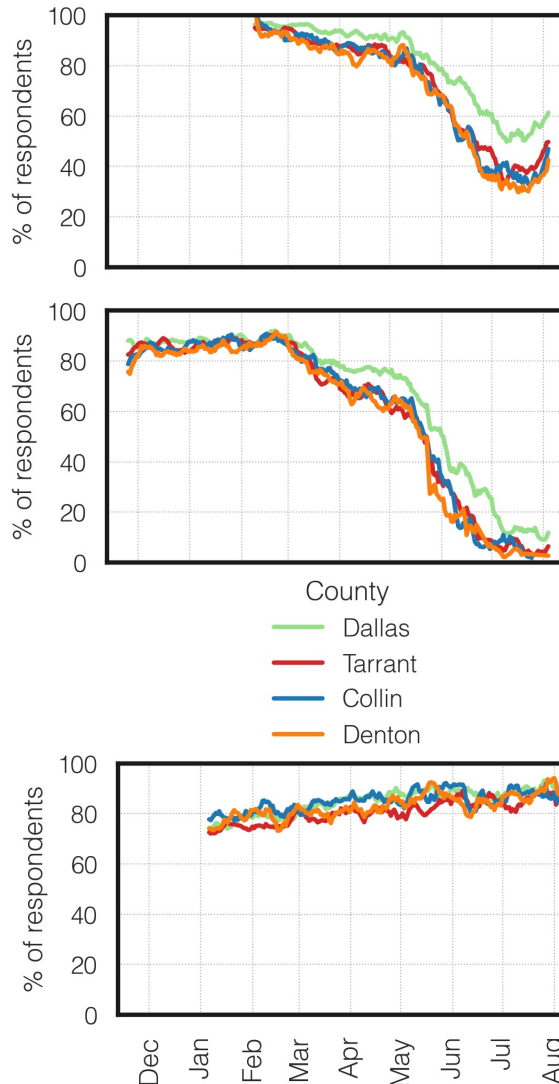 100
80
60
40
20
0
% of respondents
100
80
60
40
20
0
% of respondents
County
Dallas
Tarrant
Collin
Denton
100
80
60
40
20
0
% of respondents
Dec Jan Feb Mar Apr May Jun Jul Aug